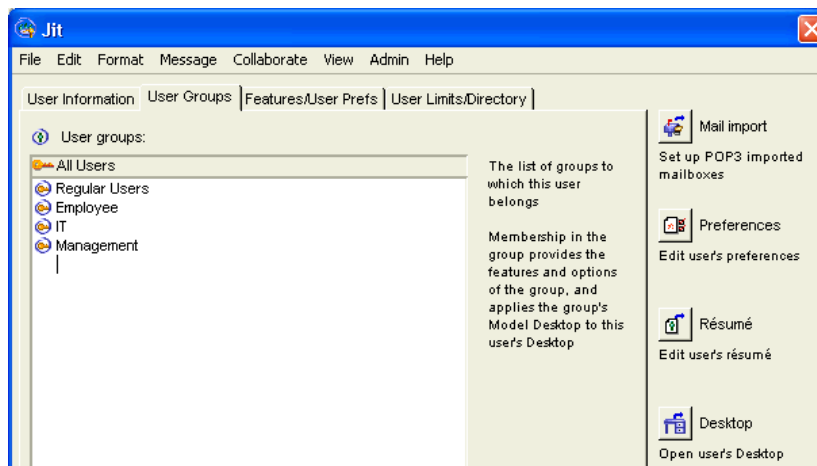 Jit
File Edit Format Message Collaborate View Admin Help
User Information User Groups Features/User Prefs User Limits/Directory
User groups:
All Users
Regular Users
Employee
IT
Management
The list of groups to
which this user
belongs
Membership in the
group provides the
features and options
of the group, and
applies the group's
Model Desktop to this
user's Desktop
Mail import
Set up POP3 imported
mailboxes
Preferences
Edit user's preferences
Résumé
Edit user's résumé
Desktop
Open user's Desktop